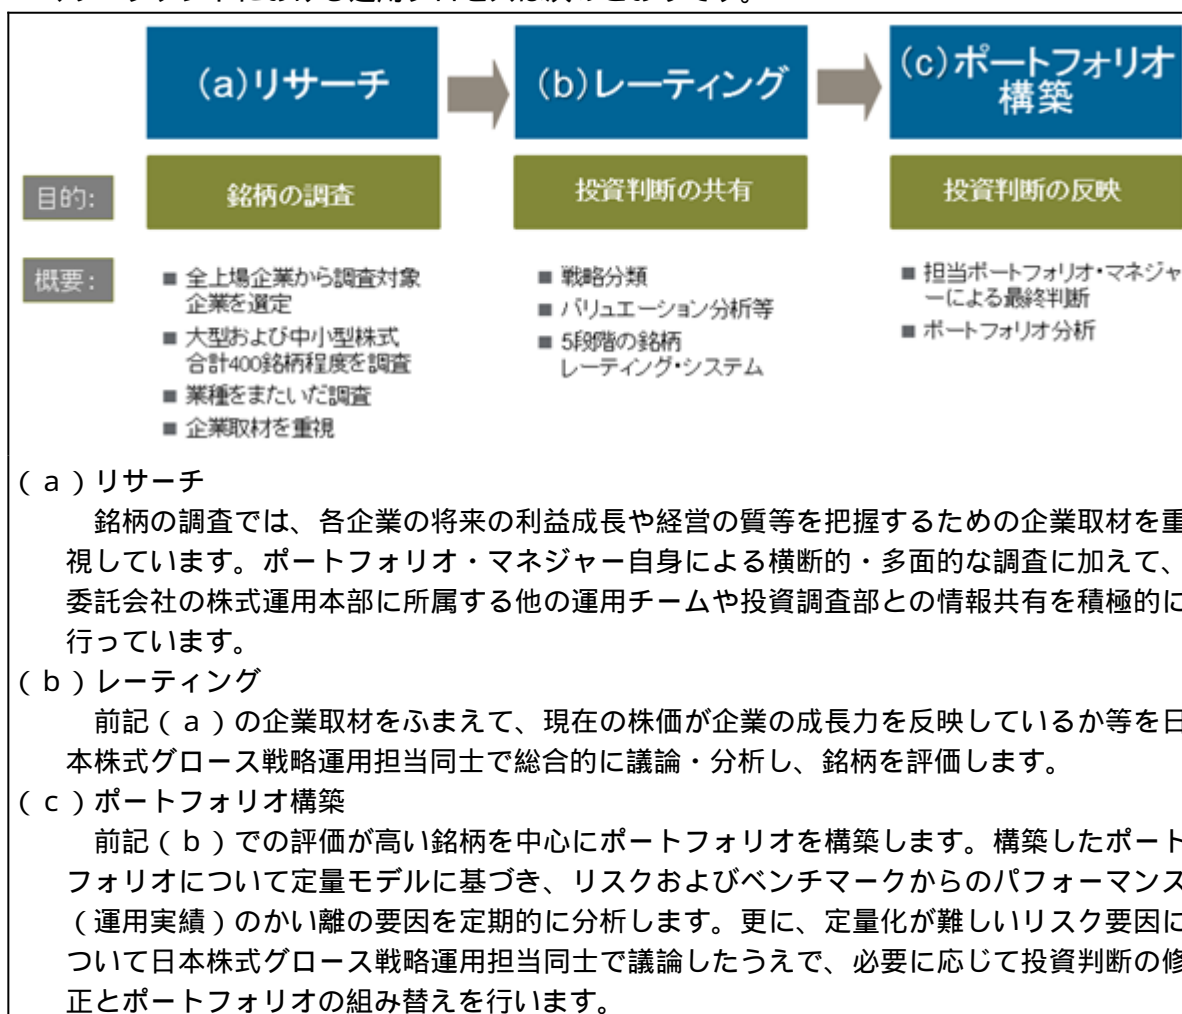 (a)リサーチ
(b)レーティング
(c)ポートフォリオ
構築
目的:
銘柄の調査
投資判断の共有
投資判断の反映
概要:
■ 全上場企業から調査対象
企業を選定
■ 大型および中小型株式
合計400銘柄程度を調査
■ 業種をまたいだ調査
■ 企業取材を重視
■ 戦略分類
■ バリュエーション分析等
■ 5段階の銘柄
レーティング・システム
■ 担当ポートフォリオ・マネジャ
ーによる最終判断
■ ポートフォリオ分析
(a)リサーチ
銘柄の調査では、各企業の将来の利益成長や経営の質等を把握するための企業取材を重
視しています。ポートフォリオ・マネジャー自身による横断的・多面的な調査に加えて、
委託会社の株式運用本部に所属する他の運用チームや投資調査部との情報共有を積極的に
行っています。
(b)レーティング
前記(a)の企業取材をふまえて、現在の株価が企業の成長力を反映しているか等を日
本株式グロース戦略運用担当同士で総合的に議論・分析し、銘柄を評価します。
(c)ポートフォリオ構築
前記(b)での評価が高い銘柄を中心にポートフォリオを構築します。構築したポート
フォリオについて定量モデルに基づき、リスクおよびベンチマークからのパフォーマンス
(運用実績)のかい離の要因を定期的に分析します。更に、定量化が難しいリスク要因に
ついて日本株式グロース戦略運用担当同士で議論したうえで、必要に応じて投資判断の修
正とポートフォリオの組み替えを行います。